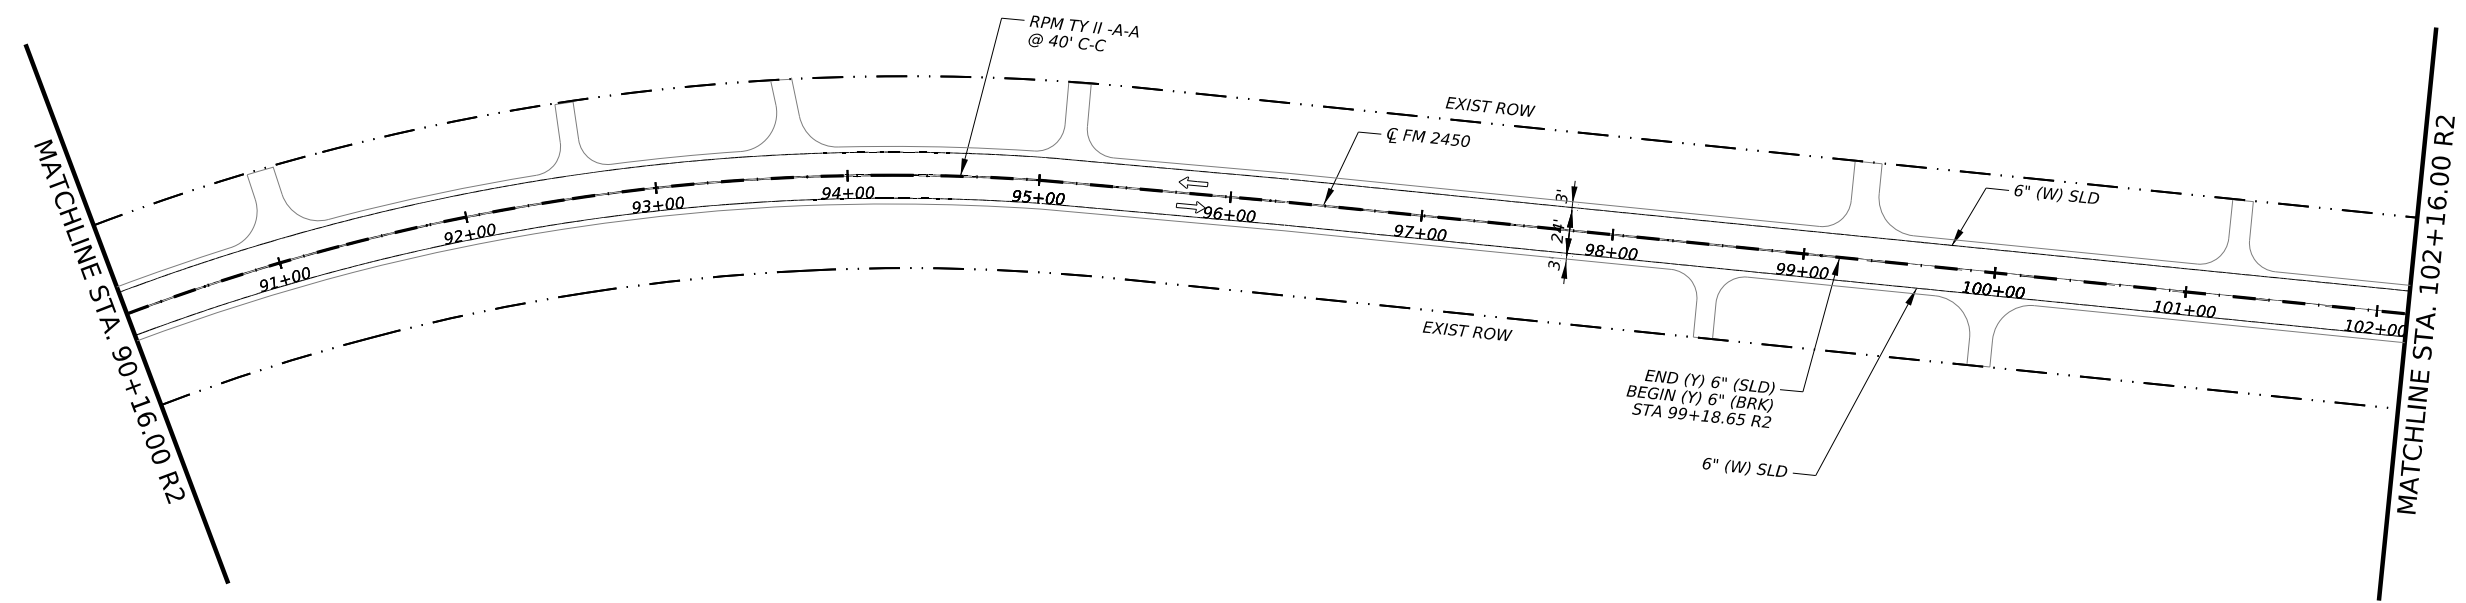 RPM TY II -A-A
@ 40' C-C
EXIST ROW
℄ FM 2450
6" (W) SLD
MATCHLINE STA. 90+16.00 R2
91+00
92+00
93+00
94+00
95+00
96+00
97+00
3'
24'
3'
98+00
99+00
100+00
101+00
102+00
MATCHLINE STA. 102+16.00 R2
EXIST ROW
END (Y) 6" (SLD)
BEGIN (Y) 6" (BRK)
STA 99+18.65 R2
6" (W) SLD